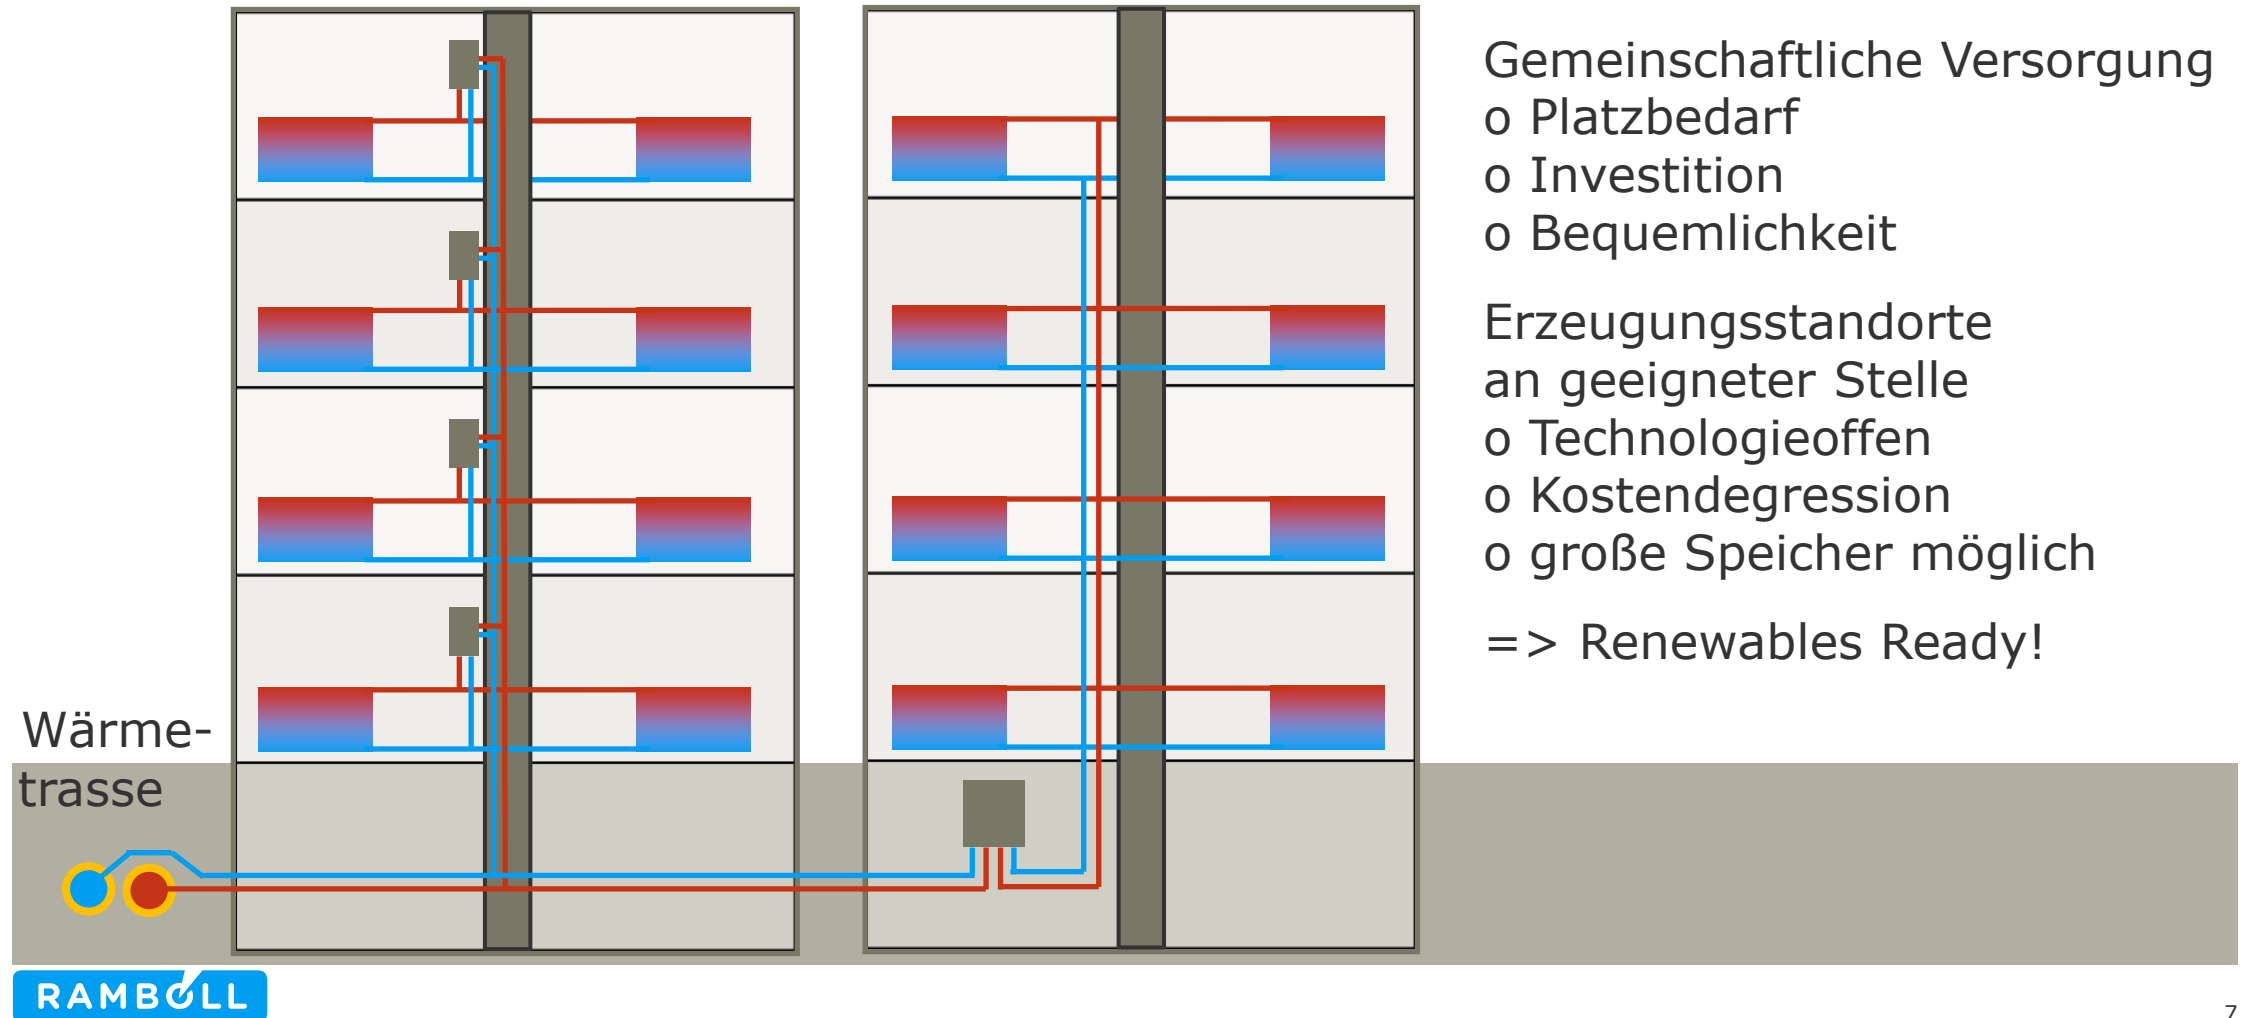 Gemeinschaftliche Versorgung
o Platzbedarf
o Investition
o Bequemlichkeit
Erzeugungsstandorte
an geeigneter Stelle
o Technologieoffen
o Kostendegression
o große Speicher möglich
=> Renewables Ready!
Wärme-
trasse
RAMBOLL
7